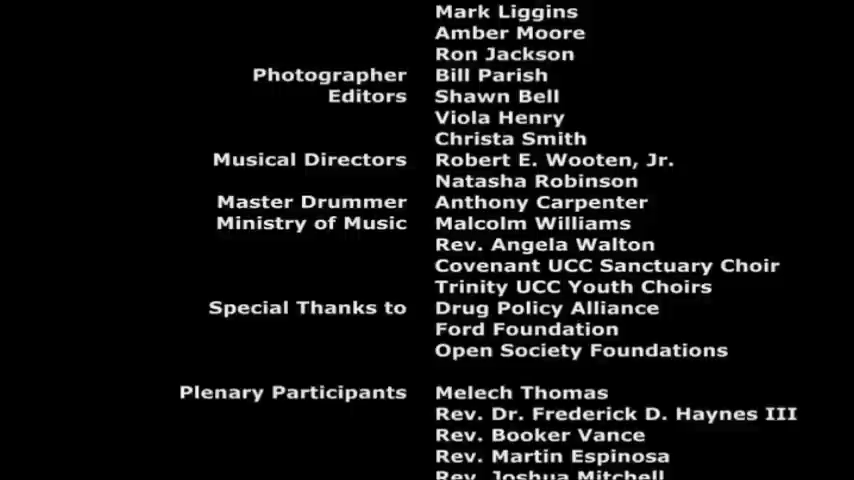 Mark Liggins
Amber Moore
Ron Jackson
Photographer Bill Parish
Editors Shawn Bell
Viola Henry
Christa Smith
Musical Directors Robert E. Wooten, Jr.
Natasha Robinson
Master Drummer Anthony Carpenter
Ministry of Music Malcolm Williams
Rev. Angela Walton
Covenant UCC Sanctuary Choir
Trinity UCC Youth Choirs
Special Thanks to Drug Policy Alliance
Ford Foundation
Open Society Foundations
Plenary Participants Melech Thomas
Rev. Dr. Frederick D. Haynes III
Rev. Booker Vance
Rev. Martin Espinosa
Rev. Joshua Mitchell